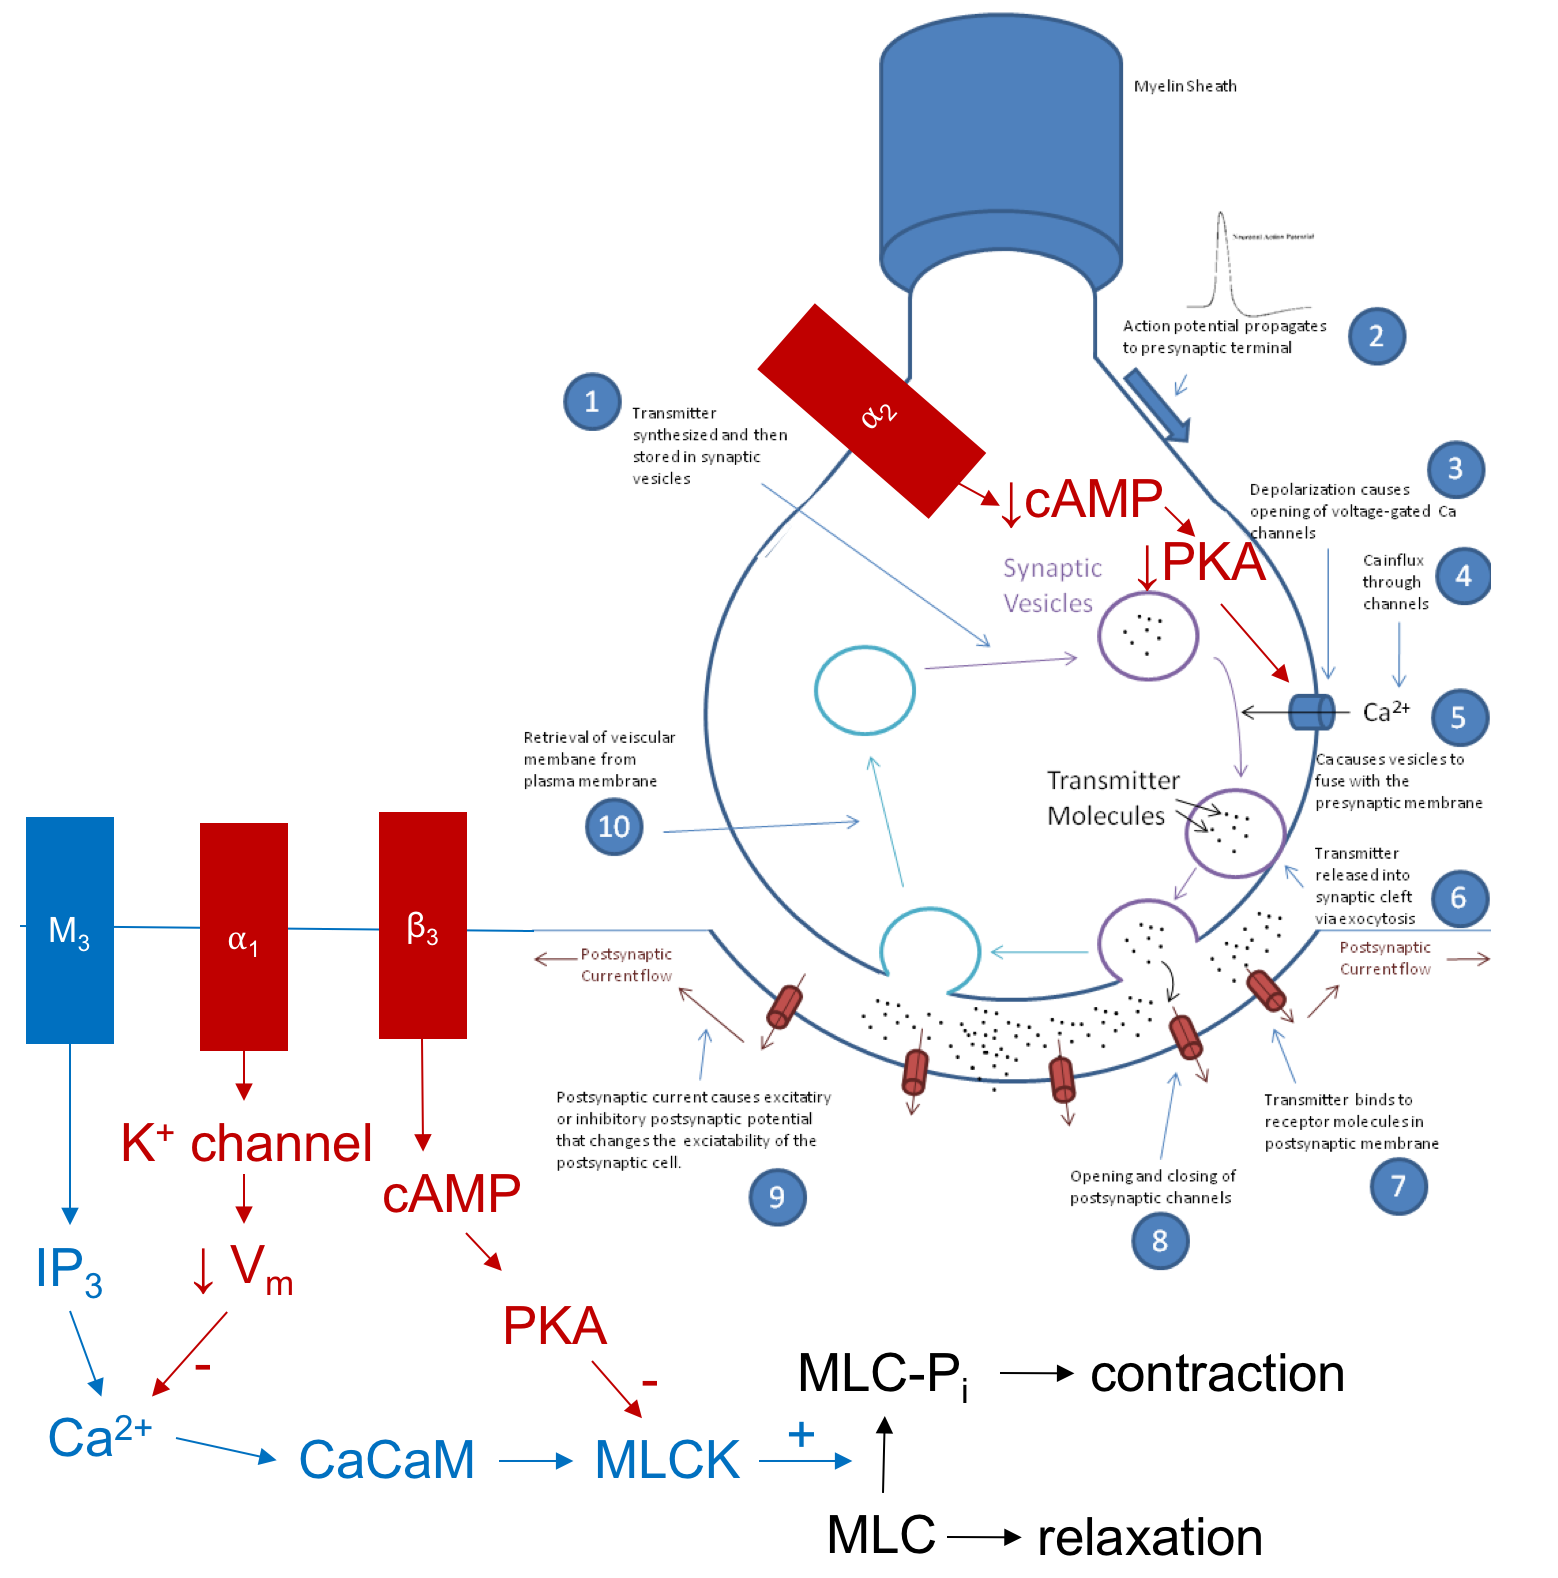 Myelin Sheath
Neuronal Action Potential
Action potential propagates
to presynaptic terminal
2
1
Transmitter
synthesized and then
stored in synaptic
vesicles
α2
↓cAMP
↓PKA
3
Depolarization causes
opening of voltage-gated Ca
channels
Ca influx
through
channels
4
Synaptic
Vesicles
Ca2+
5
Ca causes vesicles to
fuse with the
presynaptic membrane
Retrieval of veiscular
membane from
plasma membrane
10
Transmitter
Molecules
Transmitter
released into
synaptic cleft
via exocytosis
6
M3
α1
β3
Postsynaptic
Current flow
Postsynaptic
Current flow
Postsynaptic current causes excitatiry
or inhibitory postsynaptic potential
that changes the exciatability of the
postsynaptic cell.
9
Opening and closing of
postsynaptic channels
8
Transmitter binds to
receptor molecules in
postsynaptic membrane
7
K+ channel
cAMP
IP3
↓ Vm
PKA
-
-
Ca2+
CaCaM
MLCK
+
MLC-Pi
contraction
MLC
relaxation